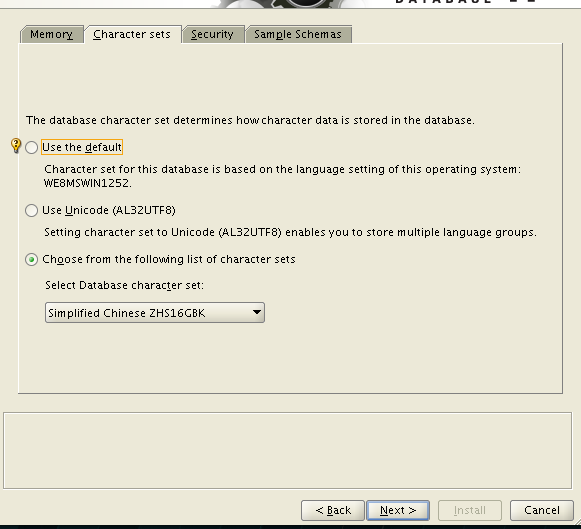 Memory Character sets Security Sample Schemas
The database character set determines how character data is stored in the database.
Use the default
Character set for this database is based on the language setting of this operating system:
WE8MSWIN1252.
Use Unicode (AL32UTF8)
Setting character set to Unicode (AL32UTF8) enables you to store multiple language groups.
Choose from the following list of character sets
Select Database character set:
Simplified Chinese ZHS16GBK
< Back Next > Install Cancel